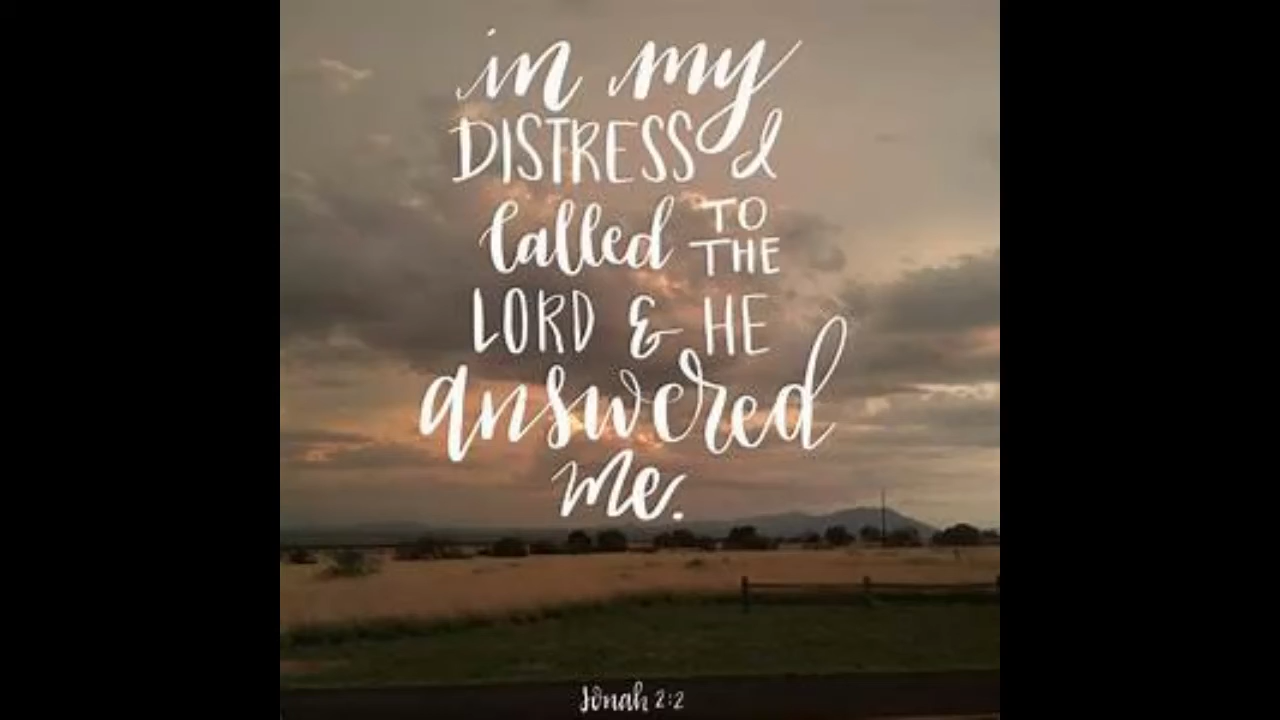 in my
DISTRESS I
Called TO THE
LORD & HE
answered
me.
Jonah 2:2